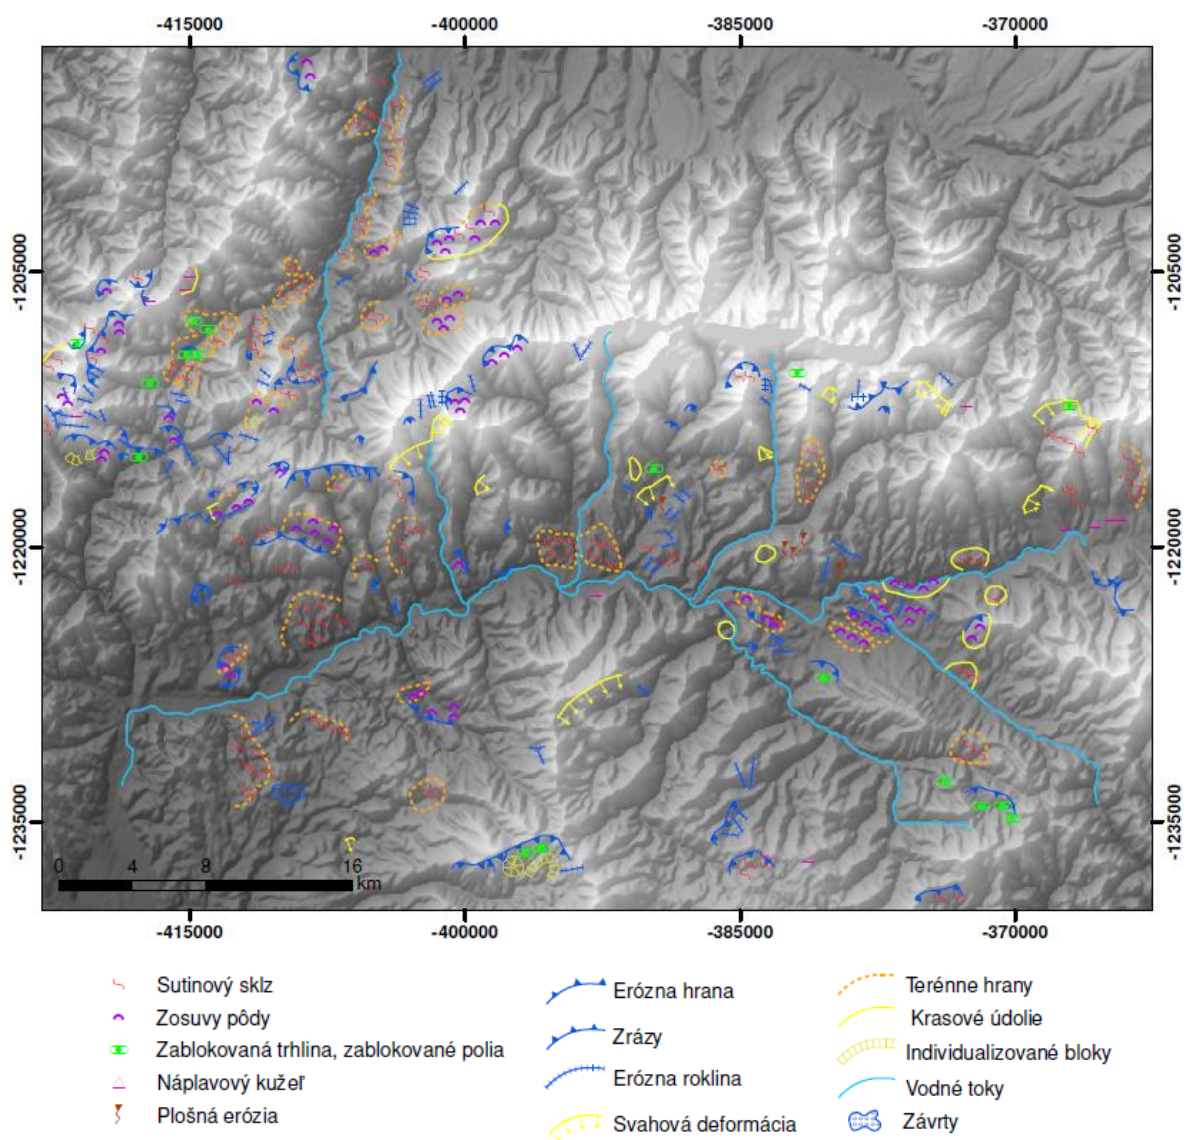 -415000 -400000 -385000 -370000
-1205000 -1205000
-1220000 -1220000
-1235000 -1235000
0 4 8 16
km
-415000 -400000 -385000 -370000
Sutinový sklz
Zosuvy pôdy
Zablokovaná trhlina, zablokované polia
Náplavový kužeľ
Plošná erózia
Erózna hrana
Zrázy
Erózna roklina
Svahová deformácia
Terénne hrany
Krasové údolie
Individualizované bloky
Vodné toky
Závrty